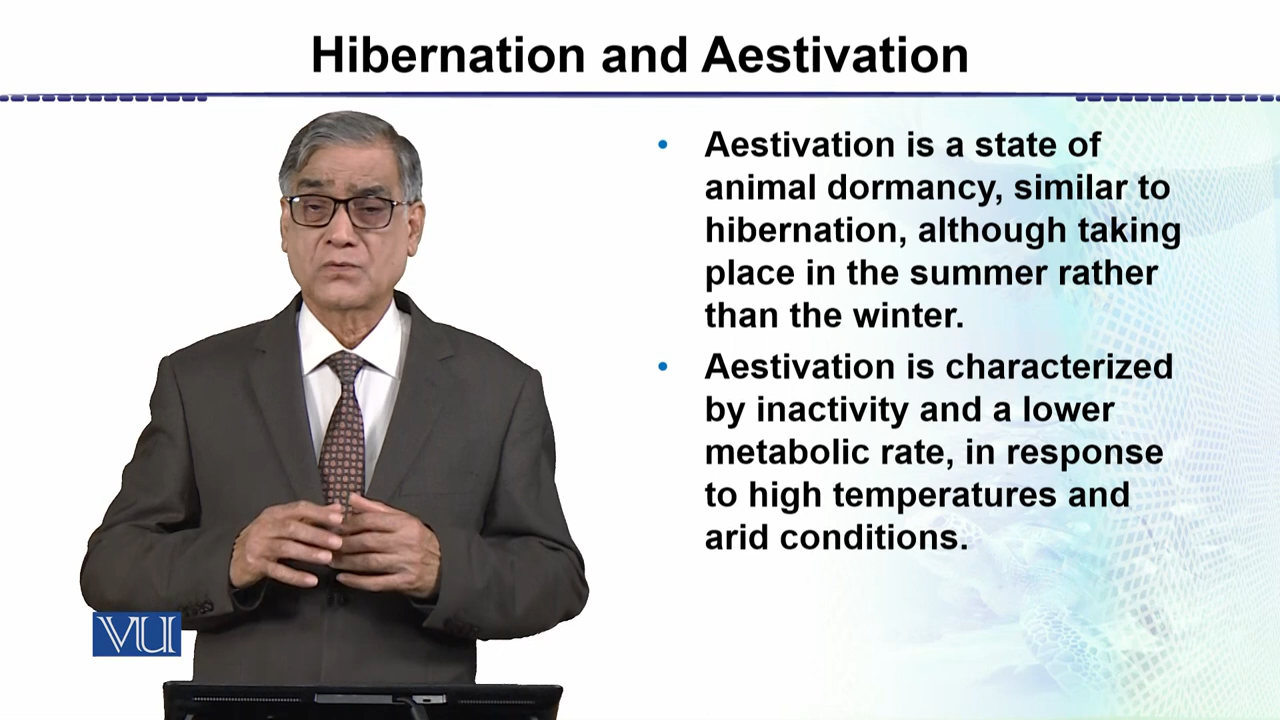 Hibernation and Aestivation
• Aestivation is a state of
animal dormancy, similar to
hibernation, although taking
place in the summer rather
than the winter.
• Aestivation is characterized
by inactivity and a lower
metabolic rate, in response
to high temperatures and
arid conditions.
VU